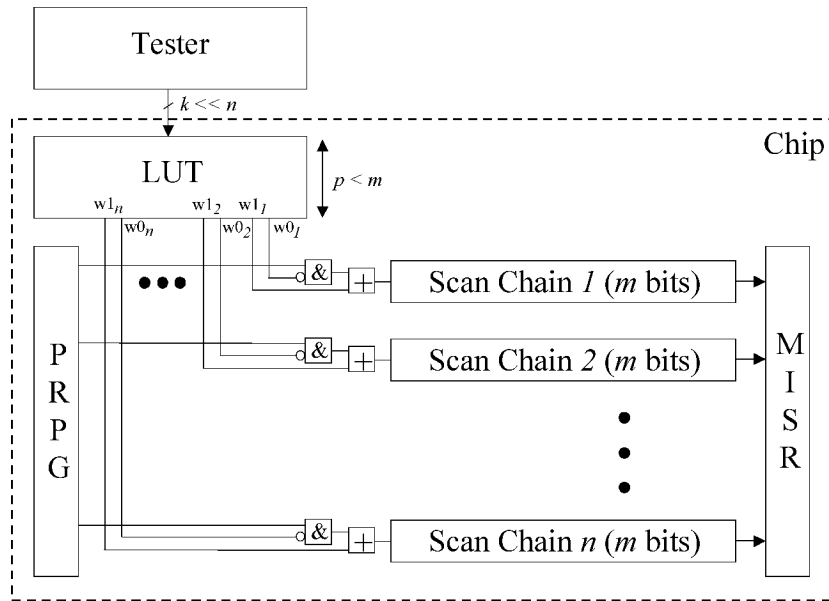 Tester
k << n
Chip
LUT
p < m
w1n w12 w11
w0n w02 w01
&
+
Scan Chain 1 (m bits)
&
+
Scan Chain 2 (m bits)
&
+
Scan Chain n (m bits)
P
R
P
G
M
I
S
R